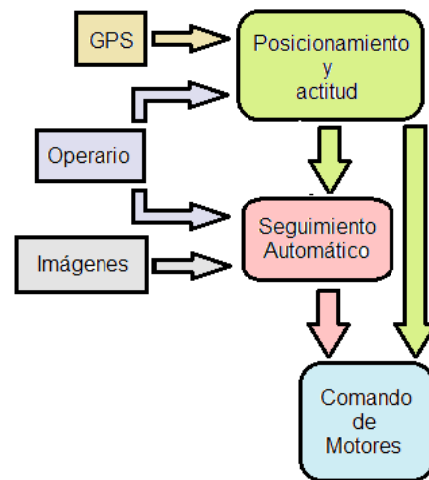 GPS
Posicionamiento
y
actitud
Operario
Seguimiento
Automático
Imágenes
Comando
de
Motores